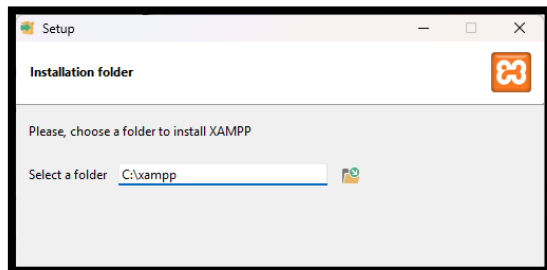 Setup
Installation folder
Please, choose a folder to install XAMPP
Select a folder C:\xampp